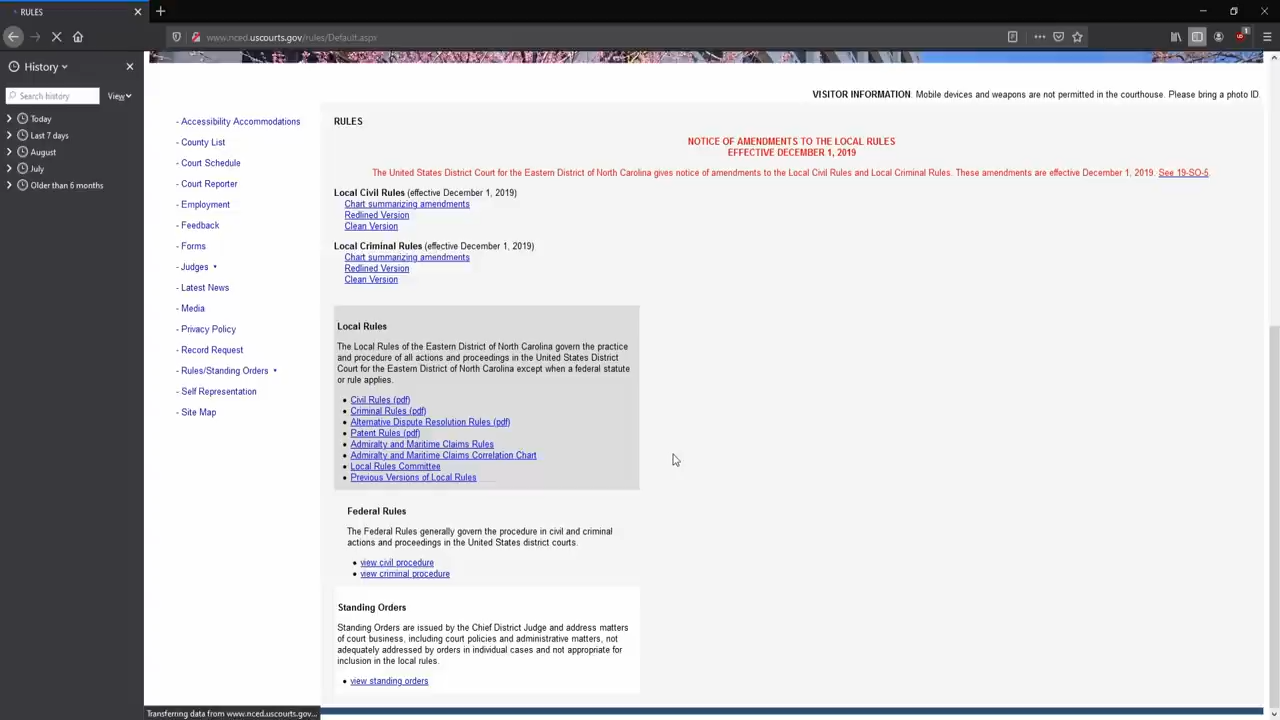 RULES
www.nced.uscourts.gov/rules/Default.aspx
History
Search history
View
Today
Last 7 days
August
July
Older than 6 months
VISITOR INFORMATION. Mobile devices and weapons are not permitted in the courthouse. Please bring a photo ID.
- Accessibility Accommodations
- County List
- Court Schedule
- Court Reporter
- Employment
- Feedback
- Forms
- Judges
- Latest News
- Media
- Privacy Policy
- Record Request
- Rules/Standing Orders
- Self Representation
- Site Map
RULES
NOTICE OF AMENDMENTS TO THE LOCAL RULES
EFFECTIVE DECEMBER 1, 2019
The United States District Court for the Eastern District of North Carolina gives notice of amendments to the Local Civil Rules and Local Criminal Rules. These amendments are effective December 1, 2019. See 19-SO-5.
Local Civil Rules (effective December 1, 2019)
Chart summarizing amendments
Redlined Version
Clean Version
Local Criminal Rules (effective December 1, 2019)
Chart summarizing amendments
Redlined Version
Clean Version
Local Rules
The Local Rules of the Eastern District of North Carolina govern the practice
and procedure of all actions and proceedings in the United States District
Court for the Eastern District of North Carolina except when a federal statute
or rule applies.
• Civil Rules (pdf)
• Criminal Rules (pdf)
• Alternative Dispute Resolution Rules (pdf)
• Patent Rules (pdf)
• Admiralty and Maritime Claims Rules
• Admiralty and Maritime Claims Correlation Chart
• Local Rules Committee
• Previous Versions of Local Rules
Federal Rules
The Federal Rules generally govern the procedure in civil and criminal
actions and proceedings in the United States district courts.
• view civil procedure
• view criminal procedure
Standing Orders
Standing Orders are issued by the Chief District Judge and address matters
of court business, including court policies and administrative matters, not
adequately addressed by orders in individual cases and not appropriate for
inclusion in the local rules.
• view standing orders
Transferring data from www.nced.uscourts.gov...